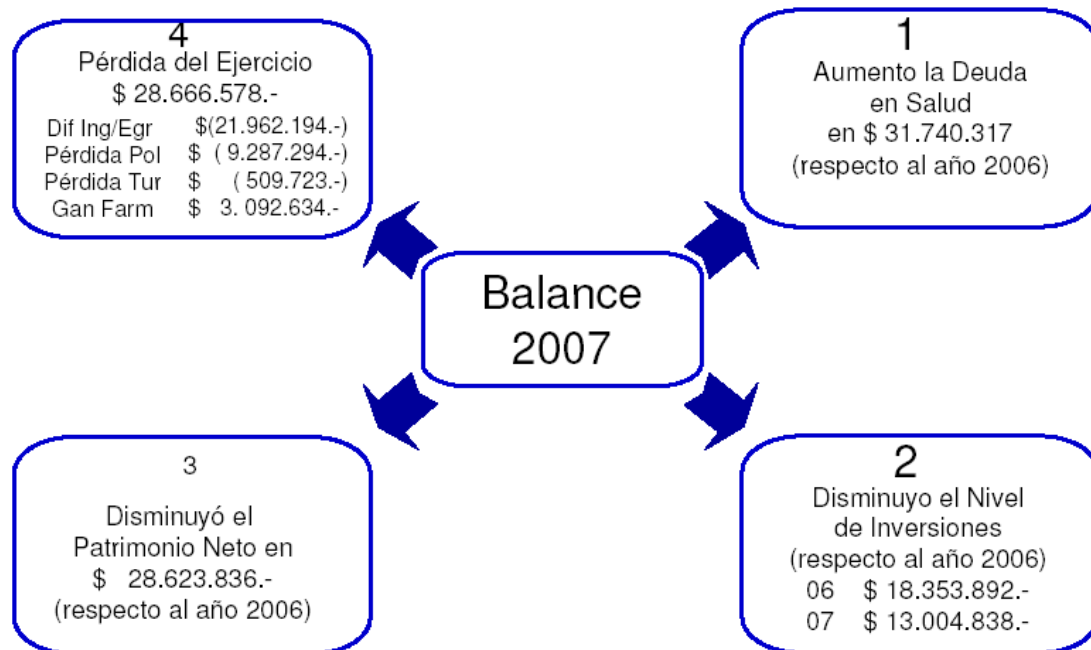 4
Pérdida del Ejercicio
$ 28.666.578.-
Dif Ing/Egr $(21.962.194.-)
Pérdida Pol $ ( 9.287.294.-)
Pérdida Tur $ ( 509.723.-)
Gan Farm $ 3. 092.634.-
1
Aumento la Deuda
en Salud
en $ 31.740.317
(respecto al año 2006)
Balance
2007
3
Disminuyó el
Patrimonio Neto en
$ 28.623.836.-
(respecto al año 2006)
2
Disminuyo el Nivel
de Inversiones
(respecto al año 2006)
06 $ 18.353.892.-
07 $ 13.004.838.-